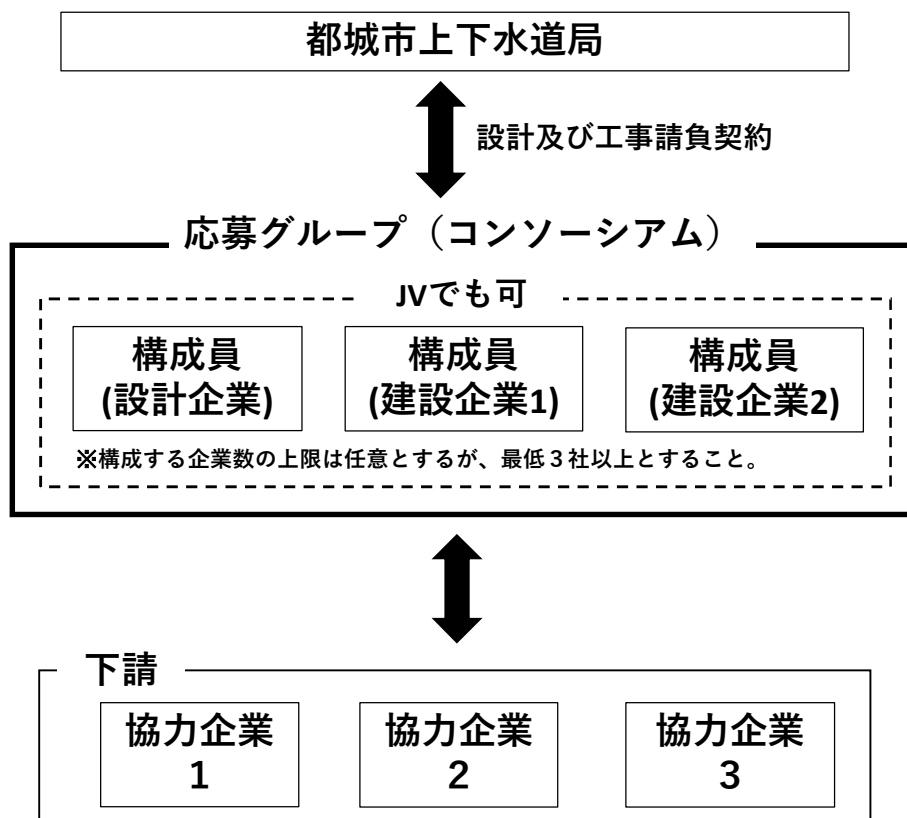 都城市上下水道局
設計及び工事請負契約
応募グループ（コンソーシアム）
JVでも可
構成員
(設計企業)
構成員
(建設企業1)
構成員
(建設企業2)
※構成する企業数の上限は任意とするが、最低３社以上とすること。
下請
協力企業
1
協力企業
2
協力企業
3